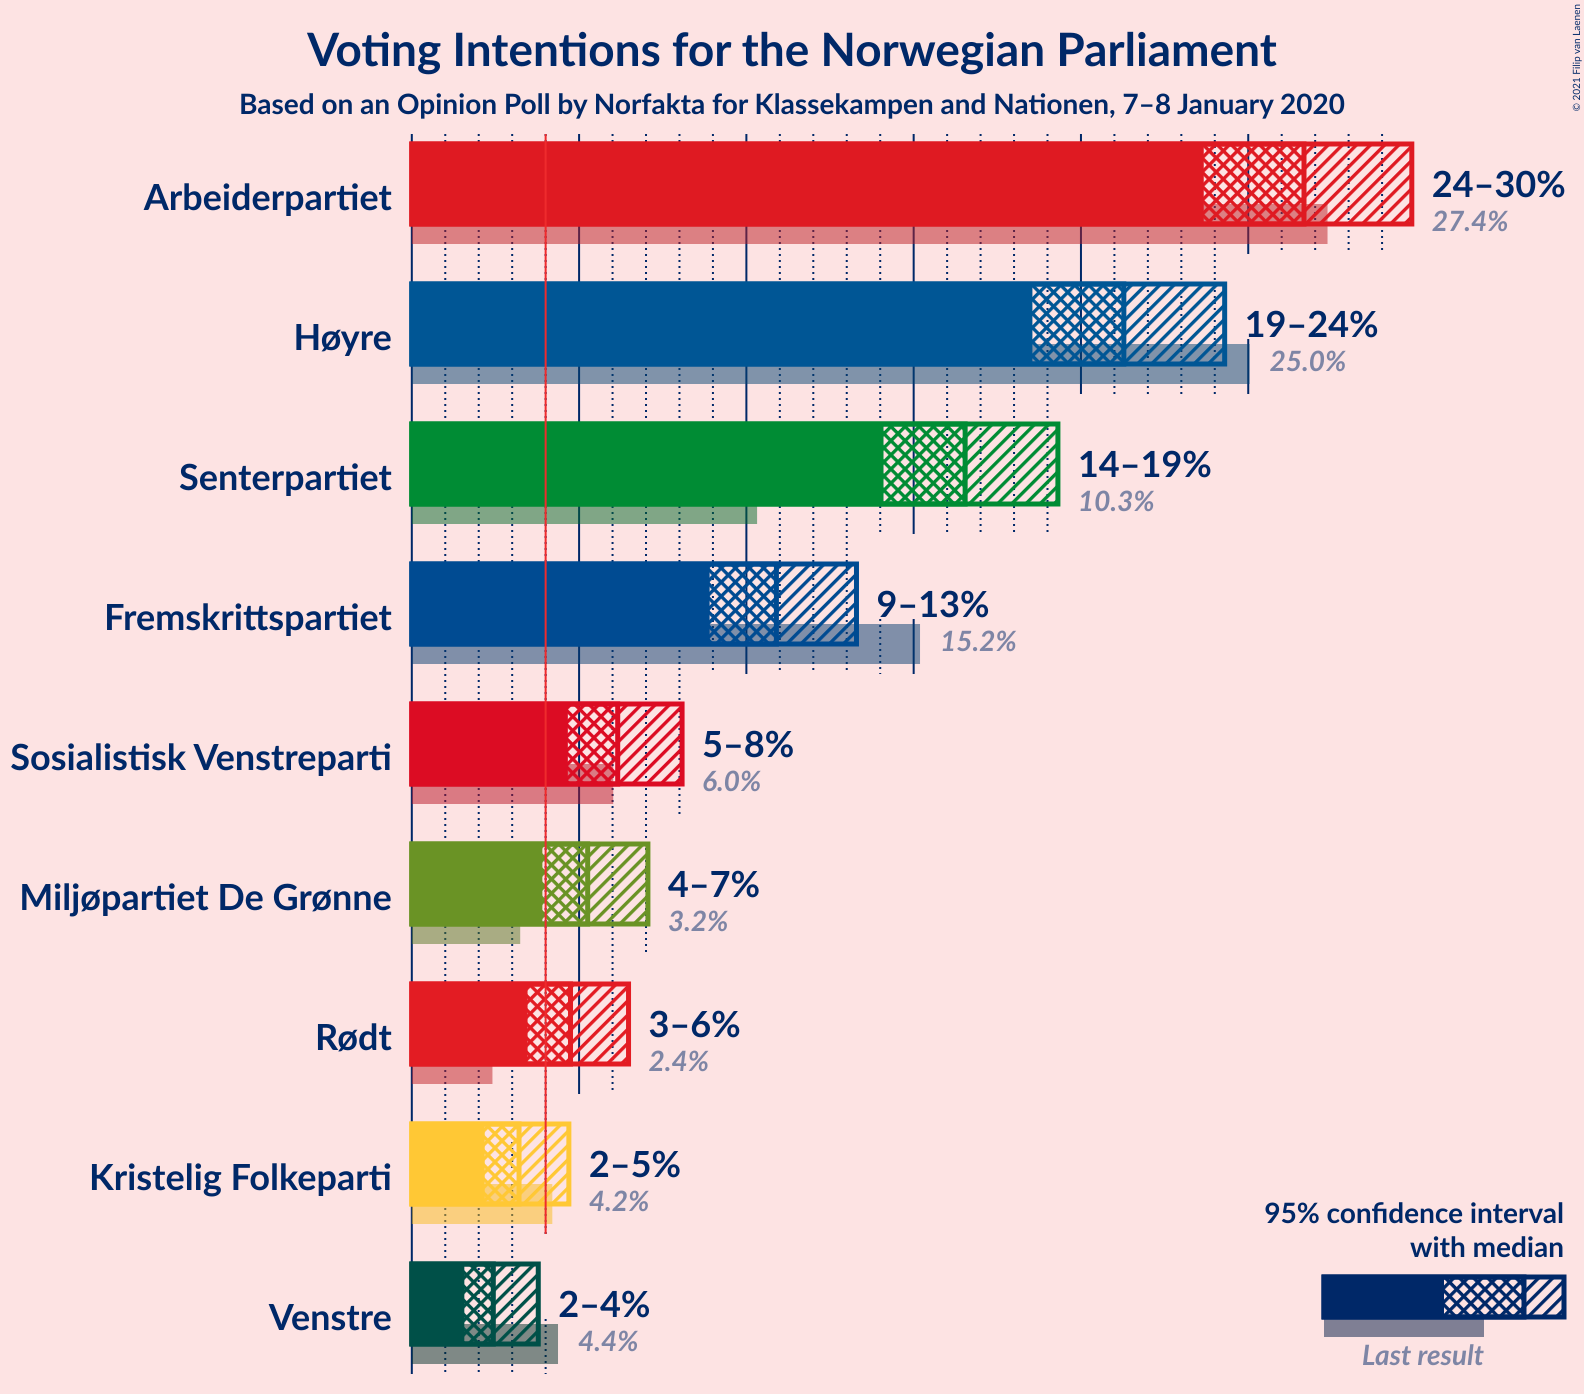 Voting Intentions for the Norwegian Parliament
Based on an Opinion Poll by Norfakta for Klassekampen and Nationen, 7–8 January 2020
© 2021 Filip van Laenen
Arbeiderpartiet
24–30%
27.4%
Høyre
19–24%
25.0%
Senterpartiet
14–19%
10.3%
Fremskrittspartiet
9–13%
15.2%
Sosialistisk Venstreparti
5–8%
6.0%
Miljøpartiet De Grønne
4–7%
3.2%
Rødt
3–6%
2.4%
Kristelig Folkeparti
2–5%
4.2%
Venstre
2–4%
4.4%
95% confidence interval
with median
Last result